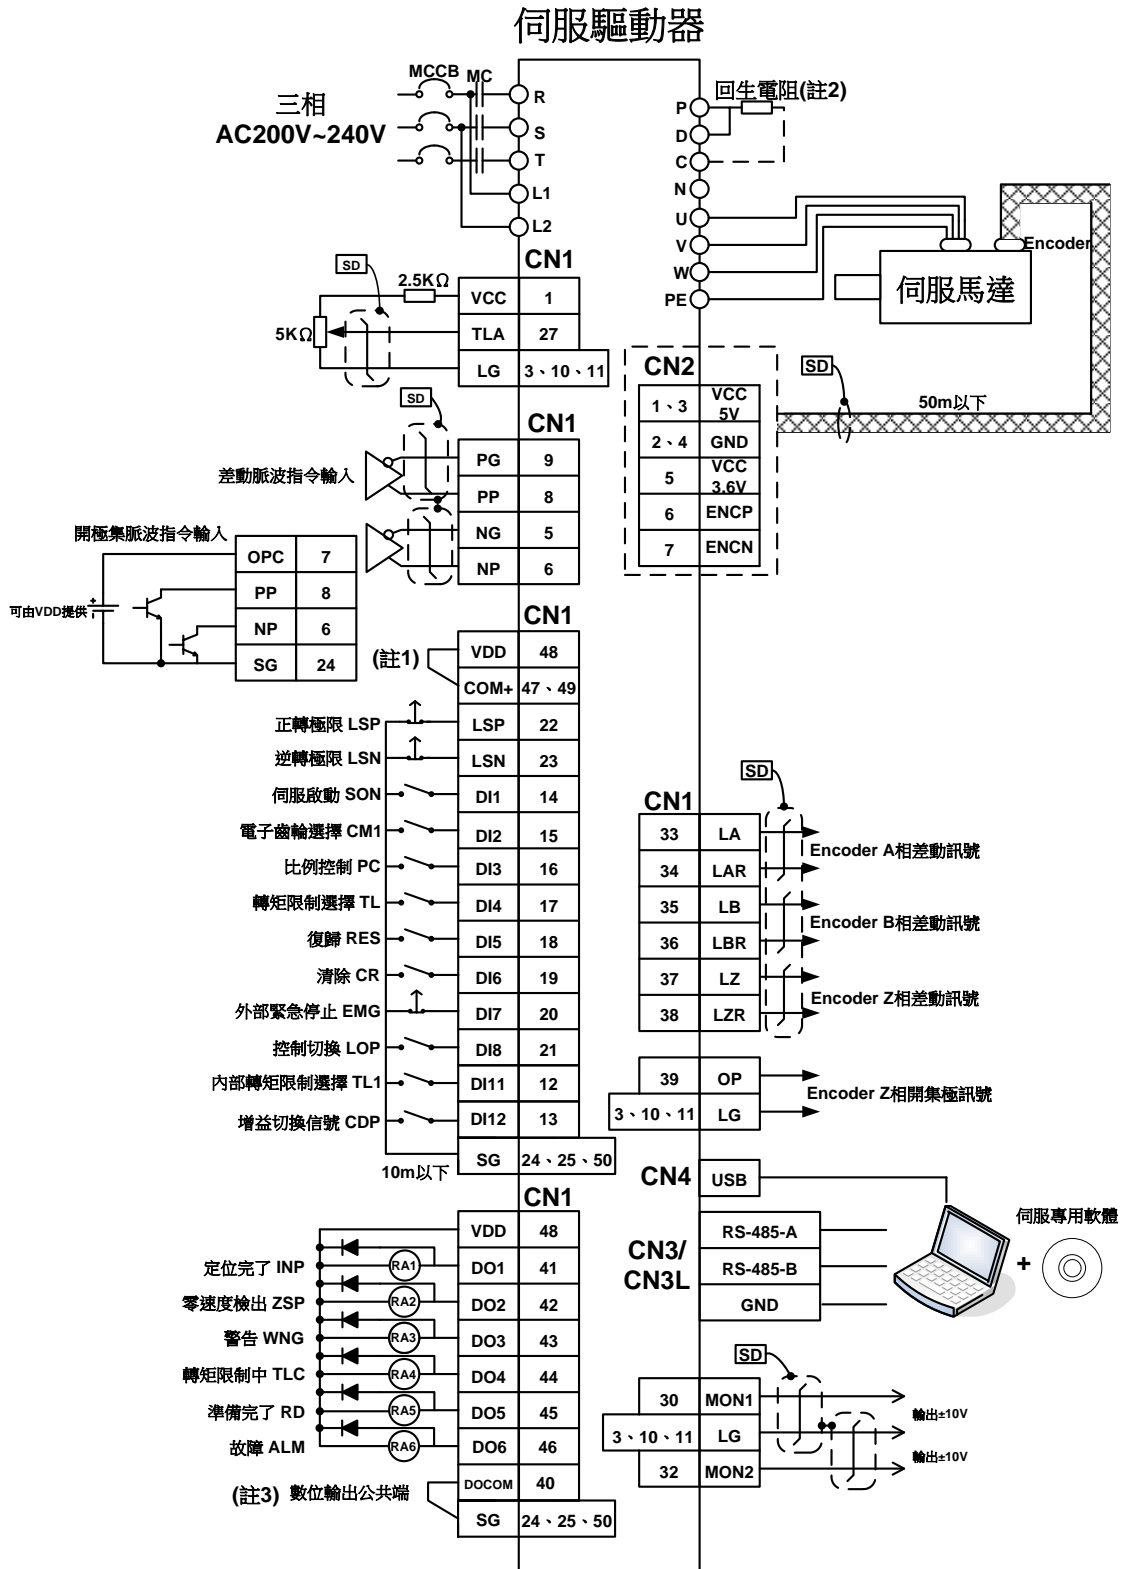 伺服驅動器
MCCB MC
三相
AC200V~240V
R
S
T
L1
L2
P
D
C
N
U
V
W
PE
回生電阻(註2)
Encoder
伺服馬達
CN1
SD
2.5KΩ
5KΩ
VCC 1
TLA 27
LG 3、10、11
CN2
SD
50m以下
1、3 VCC 5V
2、4 GND
5 VCC 3.6V
6 ENCP
7 ENCN
SD
CN1
差動脈波指令輸入
PG 9
PP 8
NG 5
NP 6
開極集脈波指令輸入
可由VDD提供
+
-
OPC 7
PP 8
NP 6
SG 24
CN1
(註1)
VDD 48
COM+ 47、49
正轉極限 LSP LSP 22
逆轉極限 LSN LSN 23
伺服啟動 SON DI1 14
電子齒輪選擇 CM1 DI2 15
比例控制 PC DI3 16
轉矩限制選擇 TL DI4 17
復歸 RES DI5 18
清除 CR DI6 19
外部緊急停止 EMG DI7 20
控制切換 LOP DI8 21
內部轉矩限制選擇 TL1 DI11 12
增益切換信號 CDP DI12 13
10m以下 SG 24、25、50
SD
CN1
33 LA
34 LAR
Encoder A相差動訊號
35 LB
36 LBR
Encoder B相差動訊號
37 LZ
38 LZR
Encoder Z相差動訊號
39 OP
3、10、11 LG
Encoder Z相開集極訊號
CN4 USB
CN3/
CN3L
RS-485-A
RS-485-B
GND
伺服專用軟體
+
CN1
VDD 48
定位完了 INP RA1 DO1 41
零速度檢出 ZSP RA2 DO2 42
警告 WNG RA3 DO3 43
轉矩限制中 TLC RA4 DO4 44
準備完了 RD RA5 DO5 45
故障 ALM RA6 DO6 46
(註3) 數位輸出公共端 DOCOM 40
SG 24、25、50
SD
30 MON1
3、10、11 LG
32 MON2
輸出±10V
輸出±10V